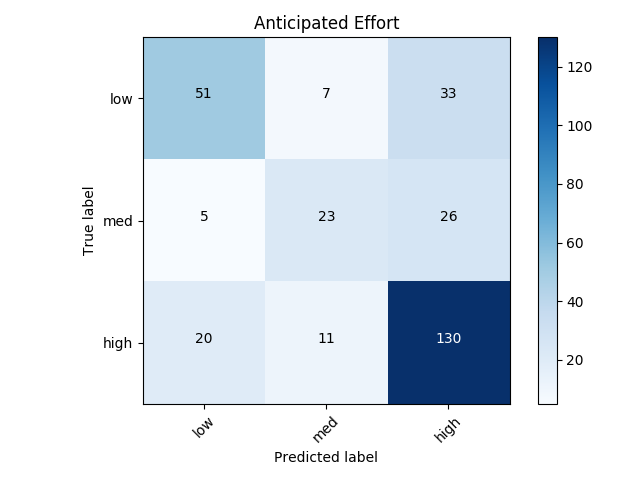 Anticipated Effort
True label
low
med
high
51 7 33
5 23 26
20 11 130
low med high
Predicted label
120
100
80
60
40
20